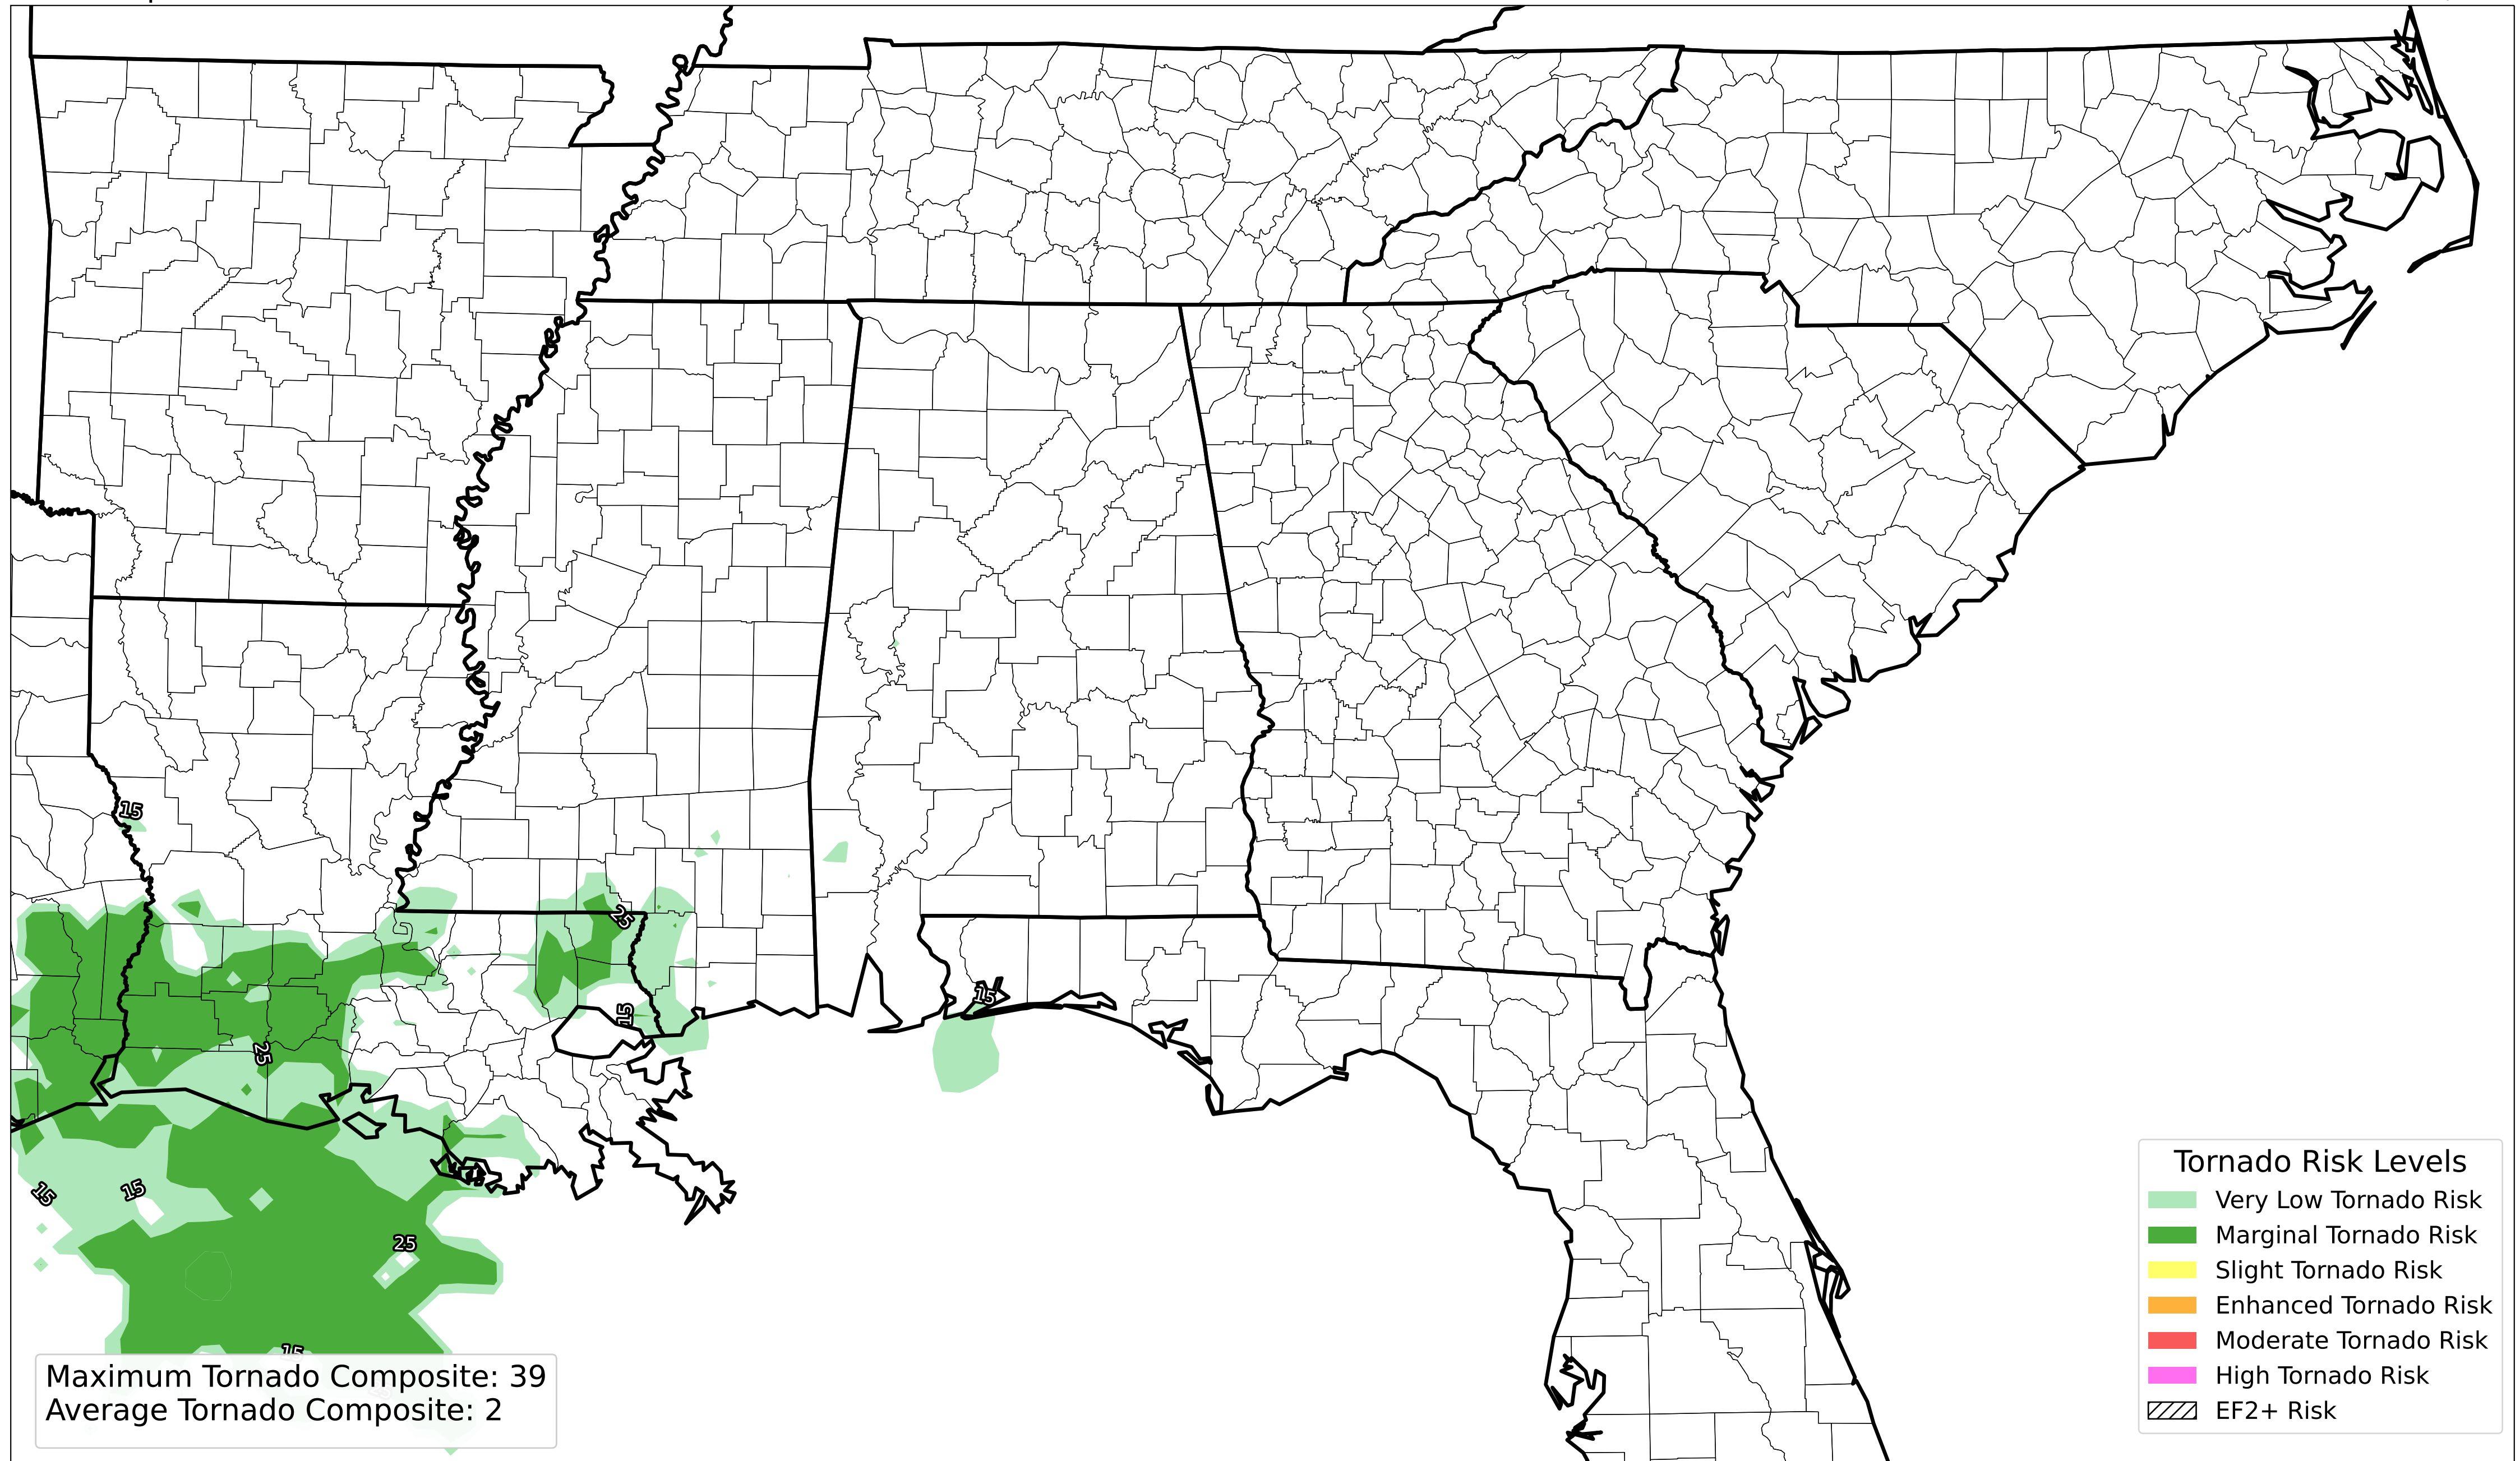 15
25
15
15
25
15
15
25
15
Maximum Tornado Composite: 39
Average Tornado Composite: 2
Tornado Risk Levels
Very Low Tornado Risk
Marginal Tornado Risk
Slight Tornado Risk
Enhanced Tornado Risk
Moderate Tornado Risk
High Tornado Risk
EF2+ Risk